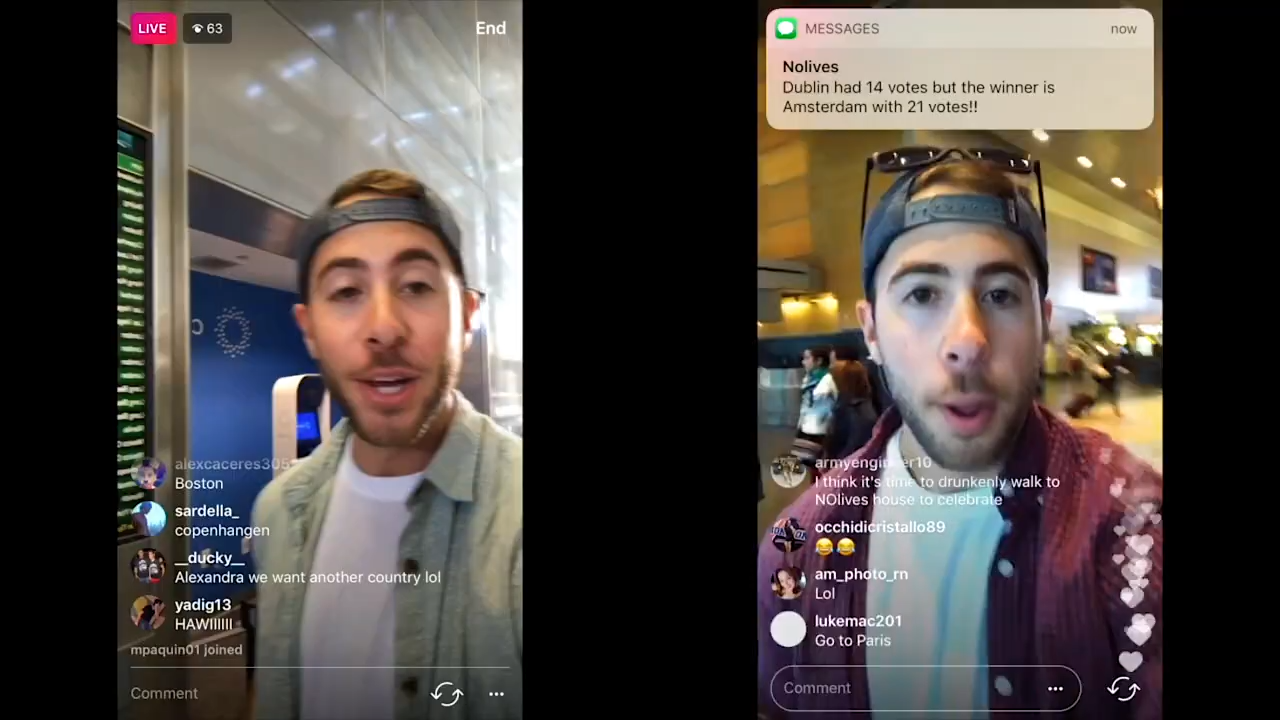 LIVE
63
End
alexcaceres305
Boston
sardella_
copenhangen
__ducky__
Alexandra we want another country lol
yadig13
HAWIIIIII
mpaquin01 joined
Comment
MESSAGES
now
Nolives
Dublin had 14 votes but the winner is
Amsterdam with 21 votes!!
armyengineer10
I think it's time to drunkenly walk to
NOlives house to celebrate
occhidicristallo89
😂😂
am_photo_rn
Lol
lukemac201
Go to Paris
Comment